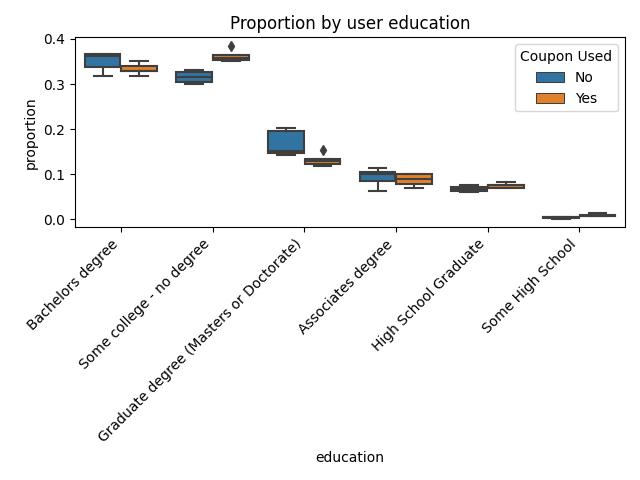 Proportion by user education
proportion
0.4
0.3
0.2
0.1
0.0
Coupon Used
No
Yes
Bachelors degree
Some college - no degree
Graduate degree (Masters or Doctorate)
Associates degree
High School Graduate
Some High School
education